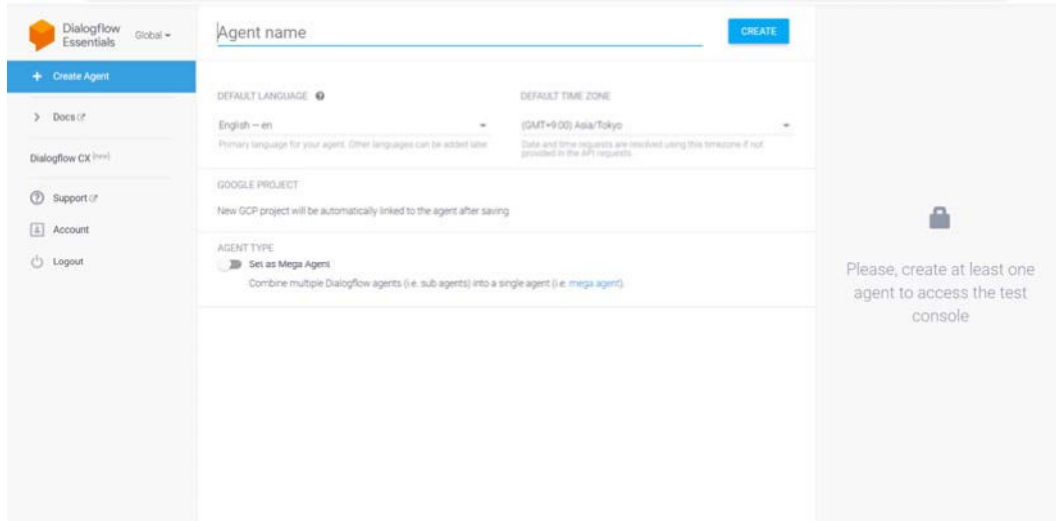 Dialogflow
Essentials
Global
Create Agent
Docs
Dialogflow CX [new]
Support
Account
Logout
Agent name
CREATE
DEFAULT LANGUAGE
English — en
Primary language for your agent. Other languages can be added later.
DEFAULT TIME ZONE
(GMT+9:00) Asia/Tokyo
Date and time requests are resolved using this timezone if not
provided in the API requests.
GOOGLE PROJECT
New GCP project will be automatically linked to the agent after saving
AGENT TYPE
Set as Mega Agent
Combine multiple Dialogflow agents (i.e. sub agents) into a single agent (i.e. mega agent).
Please, create at least one
agent to access the test
console